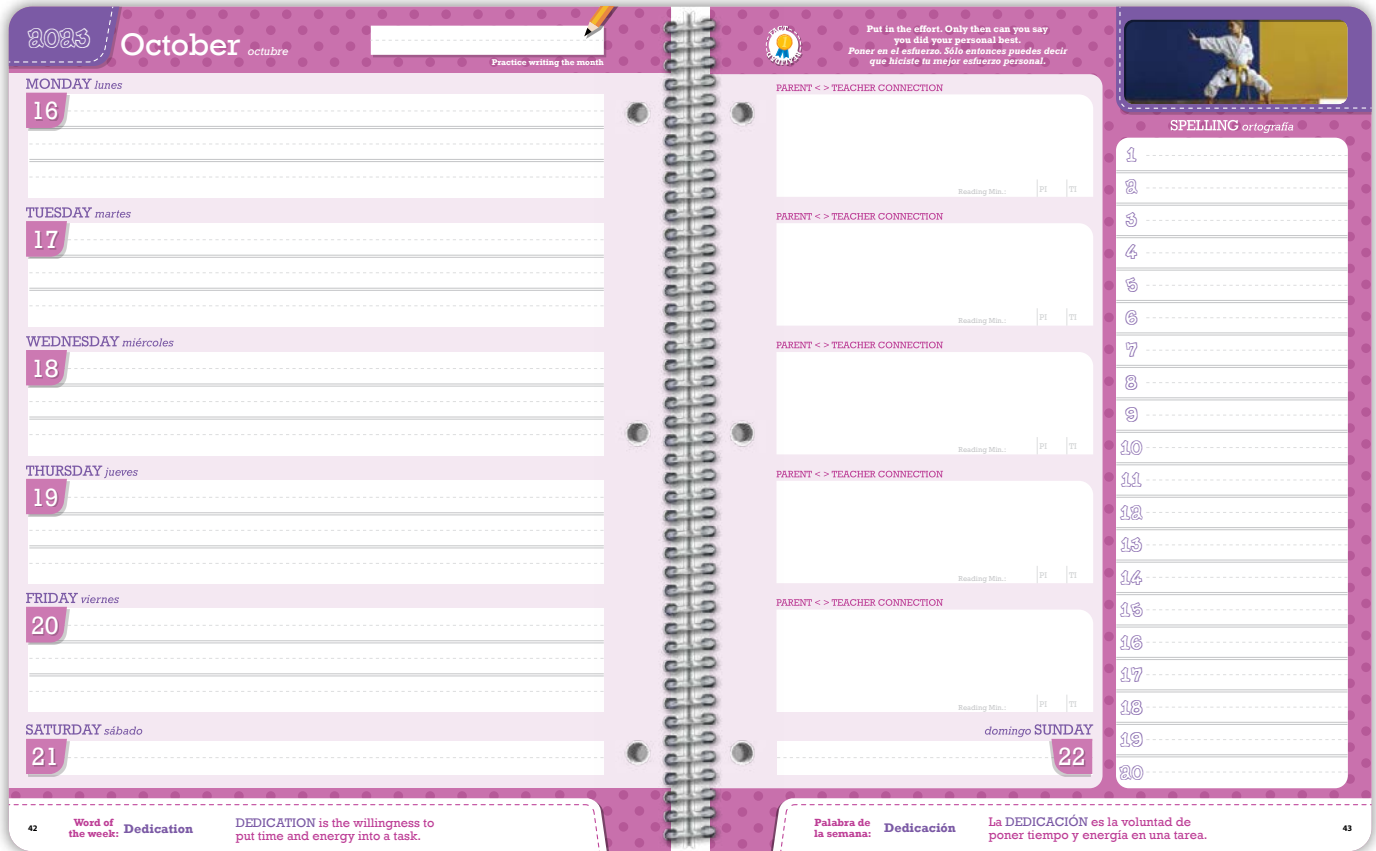 2023
October octubre
Practice writing the month
MONDAY lunes
16
TUESDAY martes
17
WEDNESDAY miércoles
18
THURSDAY jueves
19
FRIDAY viernes
20
SATURDAY sábado
21
42
Word of
the week: Dedication
DEDICATION is the willingness to
put time and energy into a task.
Put in the effort. Only then can you say
you did your personal best.
Poner en el esfuerzo. Sólo entonces puedes decir
que hiciste tu mejor esfuerzo personal.
PARENT < > TEACHER CONNECTION
Reading Min.: PI TI
PARENT < > TEACHER CONNECTION
Reading Min.: PI TI
PARENT < > TEACHER CONNECTION
Reading Min.: PI TI
PARENT < > TEACHER CONNECTION
Reading Min.: PI TI
PARENT < > TEACHER CONNECTION
Reading Min.: PI TI
domingo SUNDAY
22
SPELLING ortografía
1
2
3
4
5
6
7
8
9
10
11
12
13
14
15
16
17
18
19
20
Palabra de
la semana: Dedicación
La DEDICACIÓN es la voluntad de
poner tiempo y energía en una tarea.
43